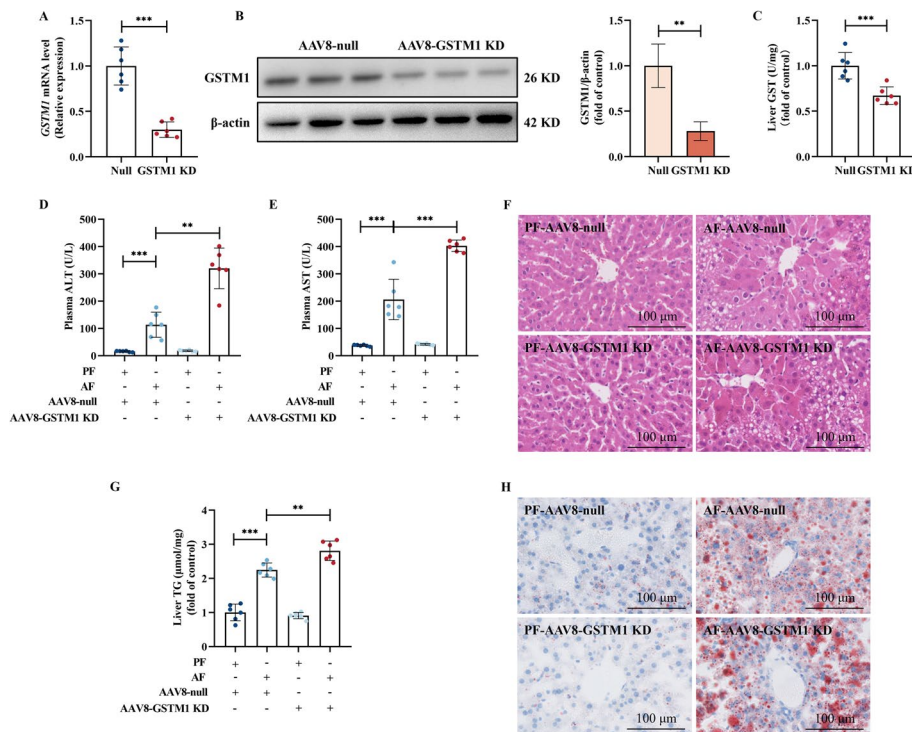 A
***
GSTM1 mRNA level
(Relative expression)
1.5
1.0
0.5
0.0
Null GSTM1 KD
B
AAV8-null AAV8-GSTM1 KD
GSTM1
26 KD
β-actin
42 KD
**
GSTM1/β-actin
(fold of control)
1.5
1.0
0.5
0.0
Null GSTM1 KD
C
***
Liver GST (U/mg)
(fold of control)
1.5
1.0
0.5
0.0
Null GSTM1 KD
D
**
***
Plasma ALT (U/L)
500
400
300
200
100
0
PF + - + -
AF - + - +
AAV8-null + + - -
AAV8-GSTM1 KD - - + +
E
*** ***
Plasma AST (U/L)
500
400
300
200
100
0
PF + - + -
AF - + - +
AAV8-null + + - -
AAV8-GSTM1 KD - - + +
F
PF-AAV8-null
100 μm
AF-AAV8-null
100 μm
PF-AAV8-GSTM1 KD
100 μm
AF-AAV8-GSTM1 KD
100 μm
G
**
***
Liver TG (μmol/mg)
(fold of control)
4
3
2
1
0
PF + - + -
AF - + - +
AAV8-null + + - -
AAV8-GSTM1 KD - - + +
H
PF-AAV8-null
100 μm
AF-AAV8-null
100 μm
PF-AAV8-GSTM1 KD
100 μm
AF-AAV8-GSTM1 KD
100 μm